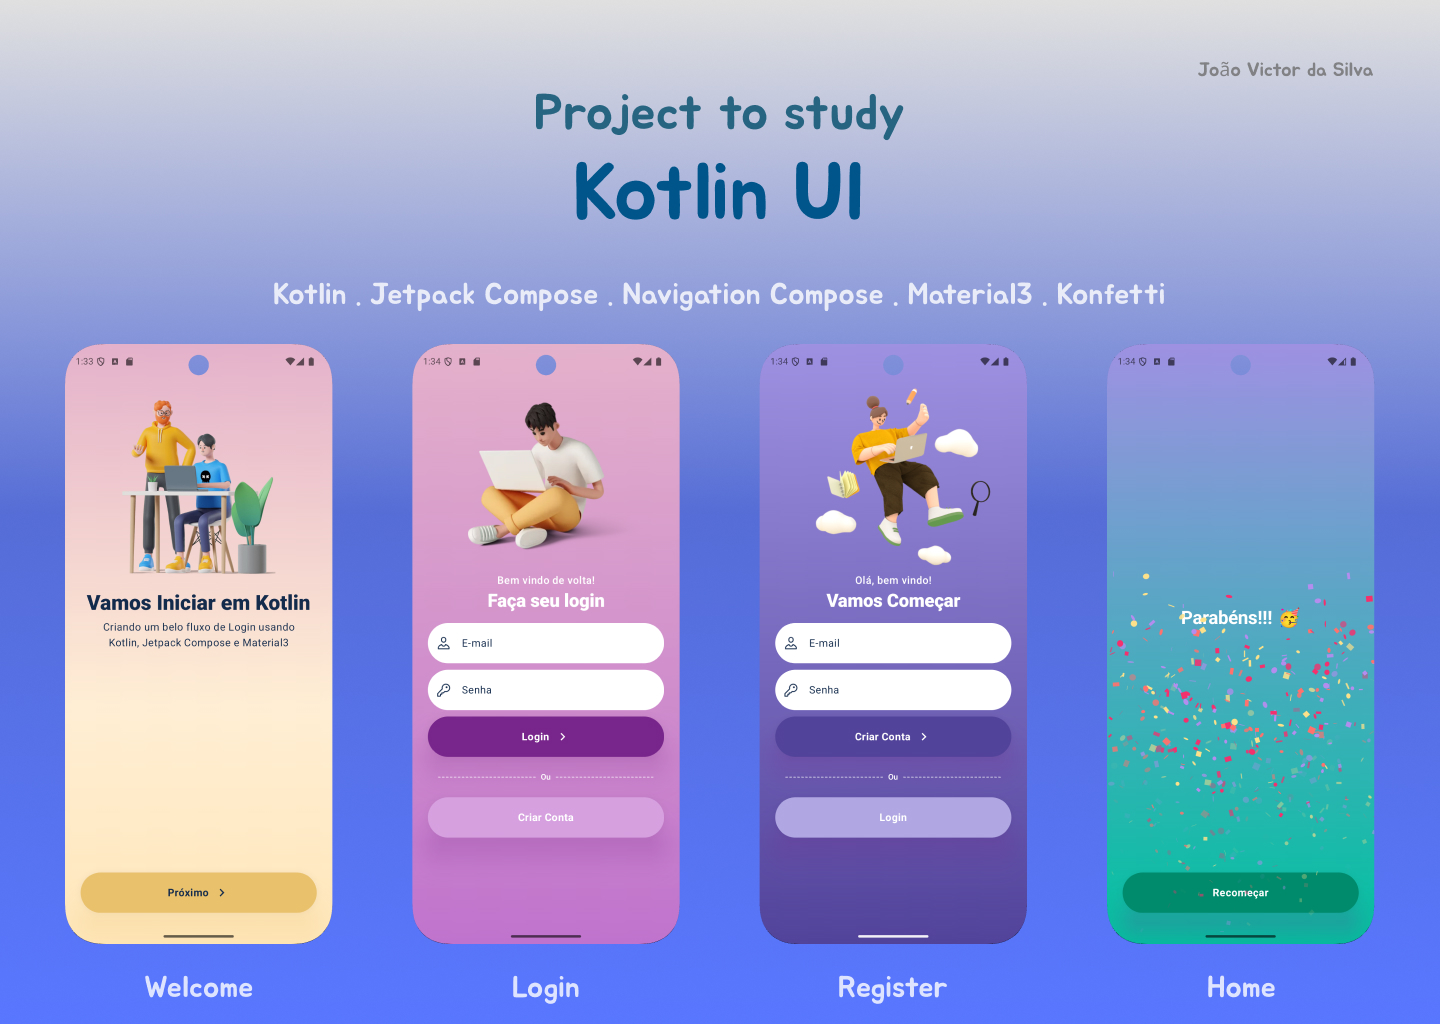 João Victor da Silva
Project to study
Kotlin UI
Kotlin . Jetpack Compose . Navigation Compose . Material3 . Konfetti
1:33
Vamos Iniciar em Kotlin
Criando um belo fluxo de Login usando
Kotlin, Jetpack Compose e Material3
Próximo
Welcome
1:34
Bem vindo de volta!
Faça seu login
E-mail
Senha
Login
Ou
Criar Conta
Login
1:34
Olá, bem vindo!
Vamos Começar
E-mail
Senha
Criar Conta
Ou
Login
Register
1:34
Parabéns!!! 🥳
Recomeçar
Home